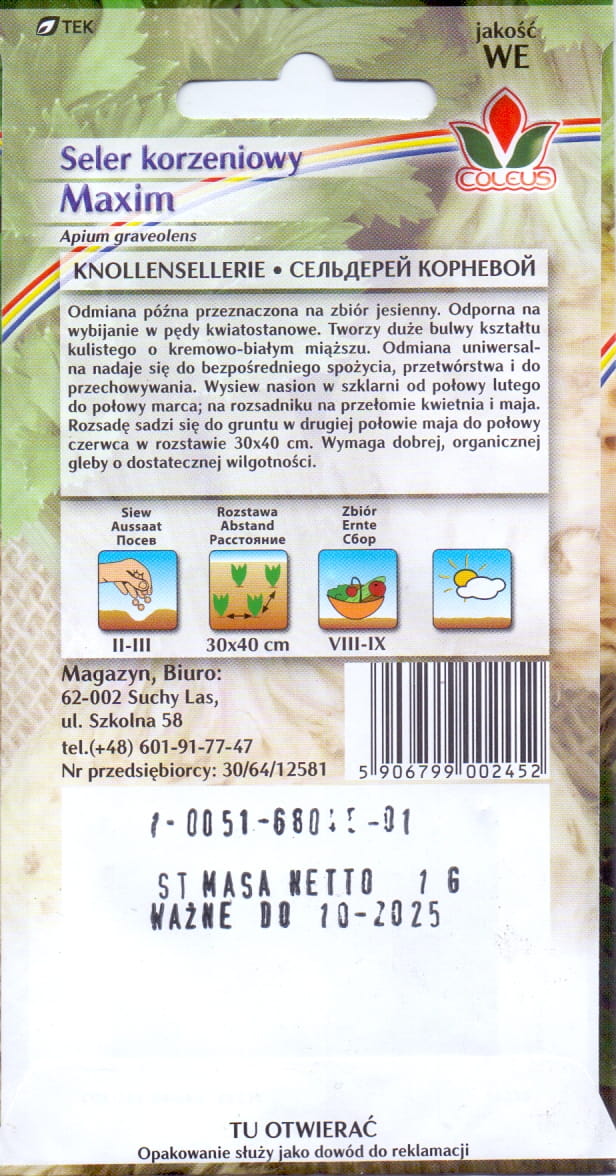 TEK
jakość
WE
COLEUS
Seler korzeniowy
Maxim
Apium graveolens
KNOLLENSELLERIE • СЕЛЬДЕРЕЙ КОРНЕВОЙ
Odmiana późna przeznaczona na zbiór jesienny. Odporna na
wybijanie w pędy kwiatostanowe. Tworzy duże bulwy kształtu
kulistego o kremowo-białym miąższu. Odmiana uniwersal-
na nadaje się do bezpośredniego spożycia, przetwórstwa i do
przechowywania. Wysiew nasion w szklarni od połowy lutego
do połowy marca; na rozsadniku na przełomie kwietnia i maja.
Rozsadę sadzi się do gruntu w drugiej połowie maja do połowy
czerwca w rozstawie 30x40 cm. Wymaga dobrej, organicznej
gleby o dostatecznej wilgotności.
Siew
Aussaat
Посев
Rozstawa
Abstand
Расстояние
Zbiór
Ernte
Сбор
II-III
30x40 cm
VIII-IX
Magazyn, Biuro:
62-002 Suchy Las,
ul. Szkolna 58
tel.(+48) 601-91-77-47
Nr przedsiębiorcy: 30/64/12581
5 906799 002452
ST MASA NETTO 1 G
WAŻNE DO 10-2025
TU OTWIERAĆ
Opakowanie służy jako dowód do reklamacji